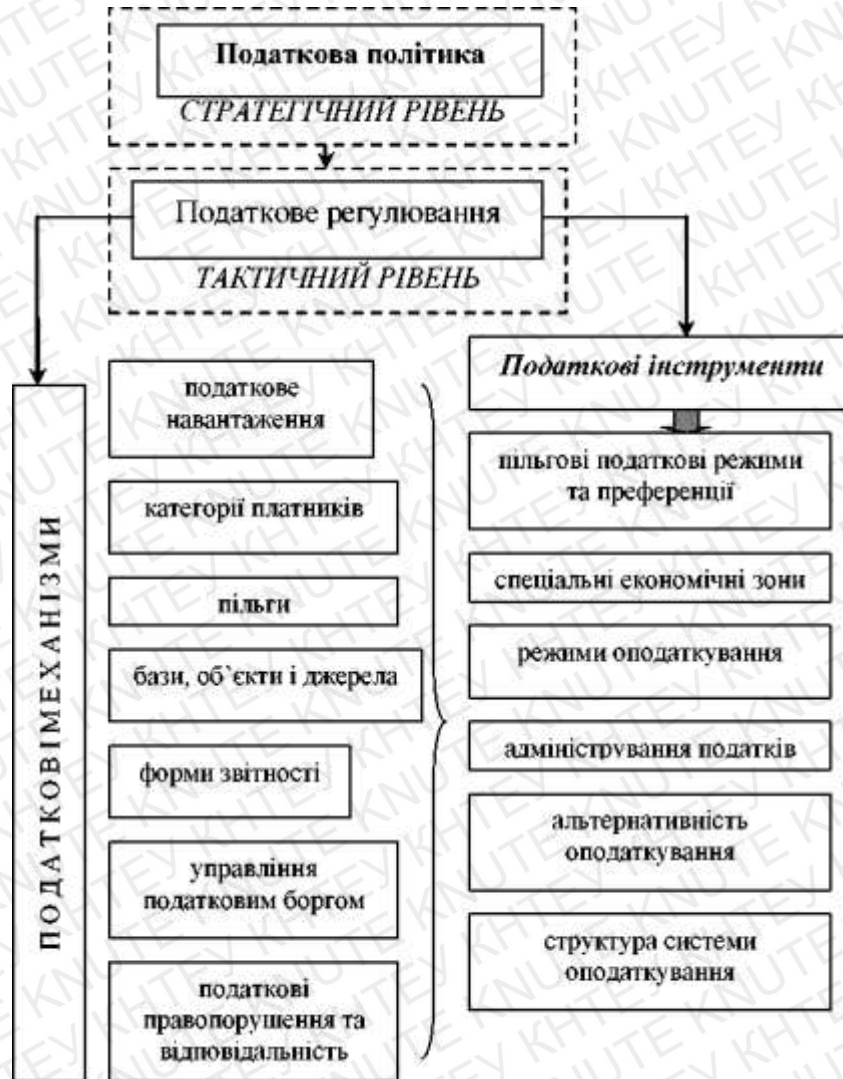 Податкова політика
СТРАТЕГІЧНИЙ РІВЕНЬ
Податкове регулювання
ТАКТИЧНИЙ РІВЕНЬ
ПОДАТКОВІ МЕХАНІЗМИ
податкове
навантаження
категорії платників
пільги
бази, об`єкти і джерела
форми звітності
управління
податковим боргом
податкові
правопорушення та
відповідальність
Податкові інструменти
пільгові податкові режими
та преференції
спеціальні економічні зони
режими оподаткування
адміністрування податків
альтернативність
оподаткування
структура системи
оподаткування
KHTEY KNUTE